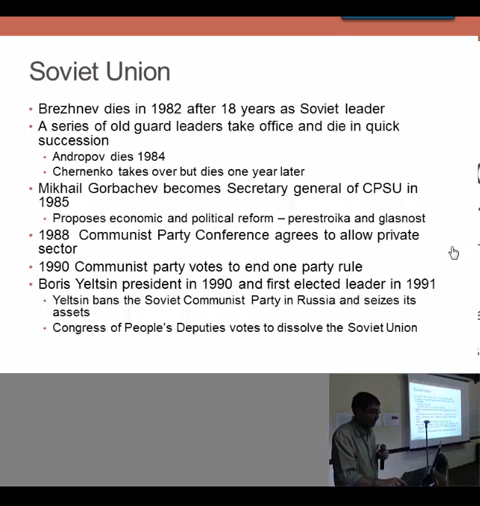 Soviet Union
• Brezhnev dies in 1982 after 18 years as Soviet leader
• A series of old guard leaders take office and die in quick
succession
• Andropov dies 1984
• Chernenko takes over but dies one year later
• Mikhail Gorbachev becomes Secretary general of CPSU in
1985
• Proposes economic and political reform – perestroika and glasnost
• 1988 Communist Party Conference agrees to allow private
sector
• 1990 Communist party votes to end one party rule
• Boris Yeltsin president in 1990 and first elected leader in 1991
• Yeltsin bans the Soviet Communist Party in Russia and seizes its
assets
• Congress of People's Deputies votes to dissolve the Soviet Union